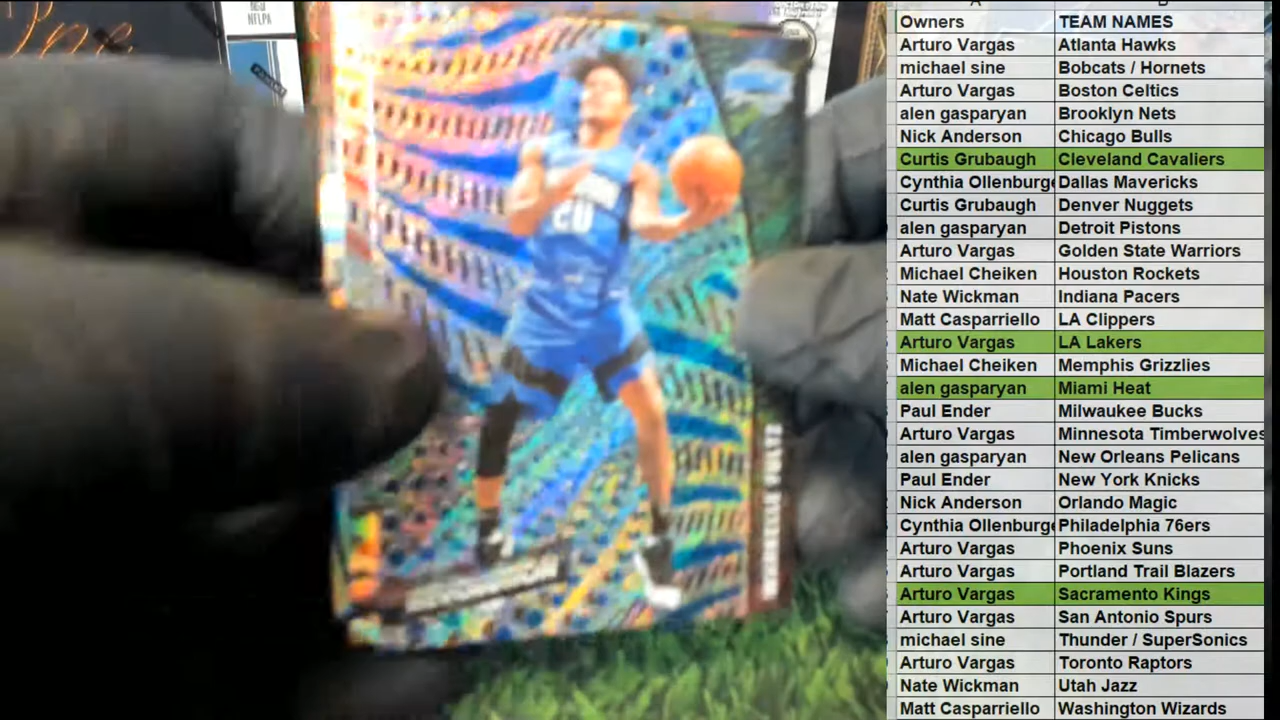 Owners TEAM NAMES
Arturo Vargas Atlanta Hawks
michael sine Bobcats / Hornets
Arturo Vargas Boston Celtics
alen gasparyan Brooklyn Nets
Nick Anderson Chicago Bulls
Curtis Grubaugh Cleveland Cavaliers
Cynthia Ollenburge Dallas Mavericks
Curtis Grubaugh Denver Nuggets
alen gasparyan Detroit Pistons
Arturo Vargas Golden State Warriors
Michael Cheiken Houston Rockets
Nate Wickman Indiana Pacers
Matt Casparriello LA Clippers
Arturo Vargas LA Lakers
Michael Cheiken Memphis Grizzlies
alen gasparyan Miami Heat
Paul Ender Milwaukee Bucks
Arturo Vargas Minnesota Timberwolves
alen gasparyan New Orleans Pelicans
Paul Ender New York Knicks
Nick Anderson Orlando Magic
Cynthia Ollenburge Philadelphia 76ers
Arturo Vargas Phoenix Suns
Arturo Vargas Portland Trail Blazers
Arturo Vargas Sacramento Kings
Arturo Vargas San Antonio Spurs
michael sine Thunder / SuperSonics
Arturo Vargas Toronto Raptors
Nate Wickman Utah Jazz
Matt Casparriello Washington Wizards
20
MARKELLE FULTZ